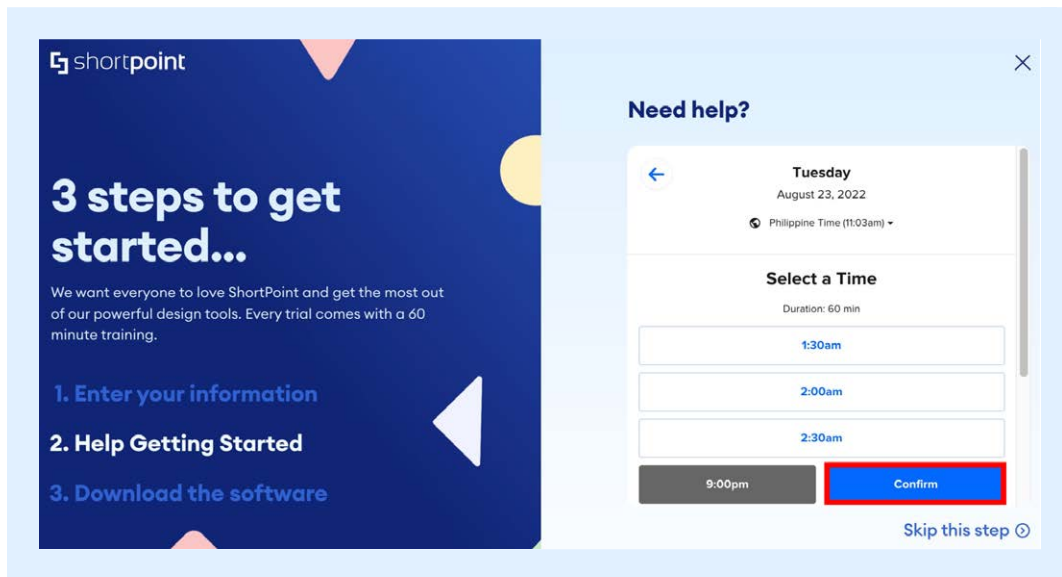 shortpoint
3 steps to get
started...
We want everyone to love ShortPoint and get the most out
of our powerful design tools. Every trial comes with a 60
minute training.
1. Enter your information
2. Help Getting Started
3. Download the software
Need help?
Tuesday
August 23, 2022
Philippine Time (11:03am)
Select a Time
Duration: 60 min
1:30am
2:00am
2:30am
9:00pm Confirm
Skip this step